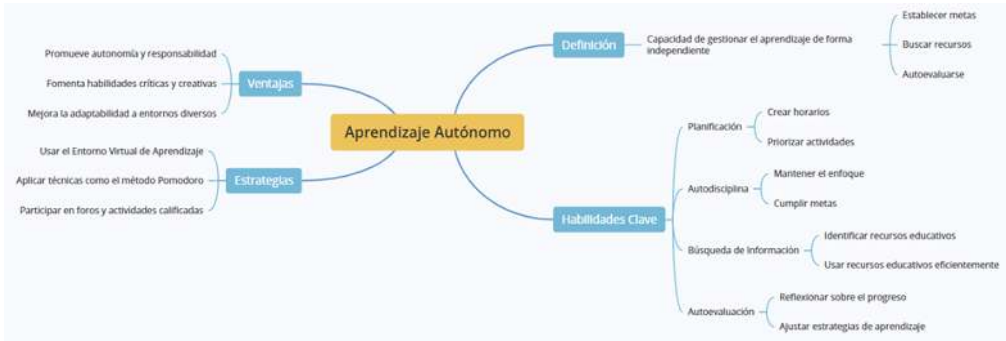 Aprendizaje Autónomo
Definición
Capacidad de gestionar el aprendizaje de forma
independiente
Establecer metas
Buscar recursos
Autoevaluarse
Habilidades Clave
Planificación
Crear horarios
Priorizar actividades
Autodisciplina
Mantener el enfoque
Cumplir metas
Búsqueda de Información
Identificar recursos educativos
Usar recursos educativos eficientemente
Autoevaluación
Reflexionar sobre el progreso
Ajustar estrategias de aprendizaje
Ventajas
Promueve autonomía y responsabilidad
Fomenta habilidades críticas y creativas
Mejora la adaptabilidad a entornos diversos
Estrategias
Usar el Entorno Virtual de Aprendizaje
Aplicar técnicas como el método Pomodoro
Participar en foros y actividades calificadas